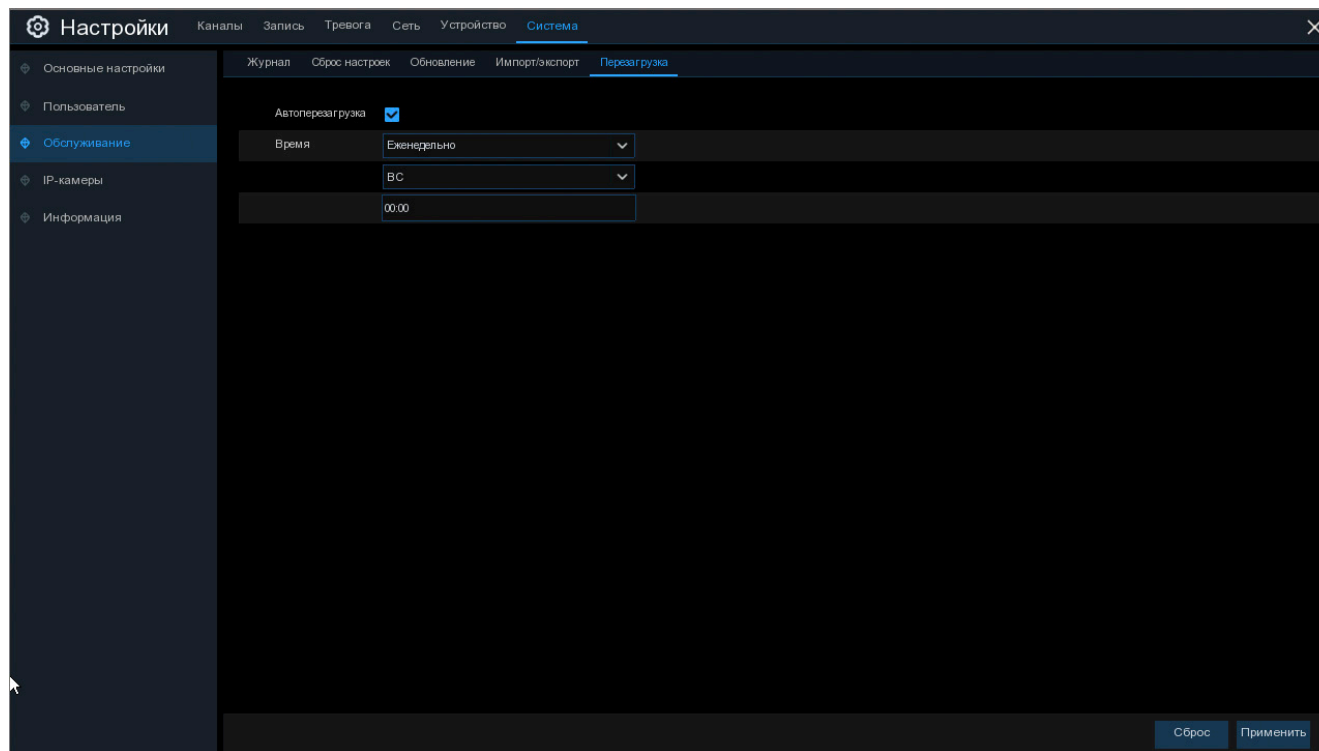 Настройки Каналы Запись Тревога Сеть Устройство Система
Основные настройки
Пользователь
Обслуживание
IP-камеры
Информация
Журнал Сброс настроек Обновление Импорт/экспорт Перезагрузка
Автоперезагрузка
Время Еженедельно
ВС
00:00
Сброс Применить